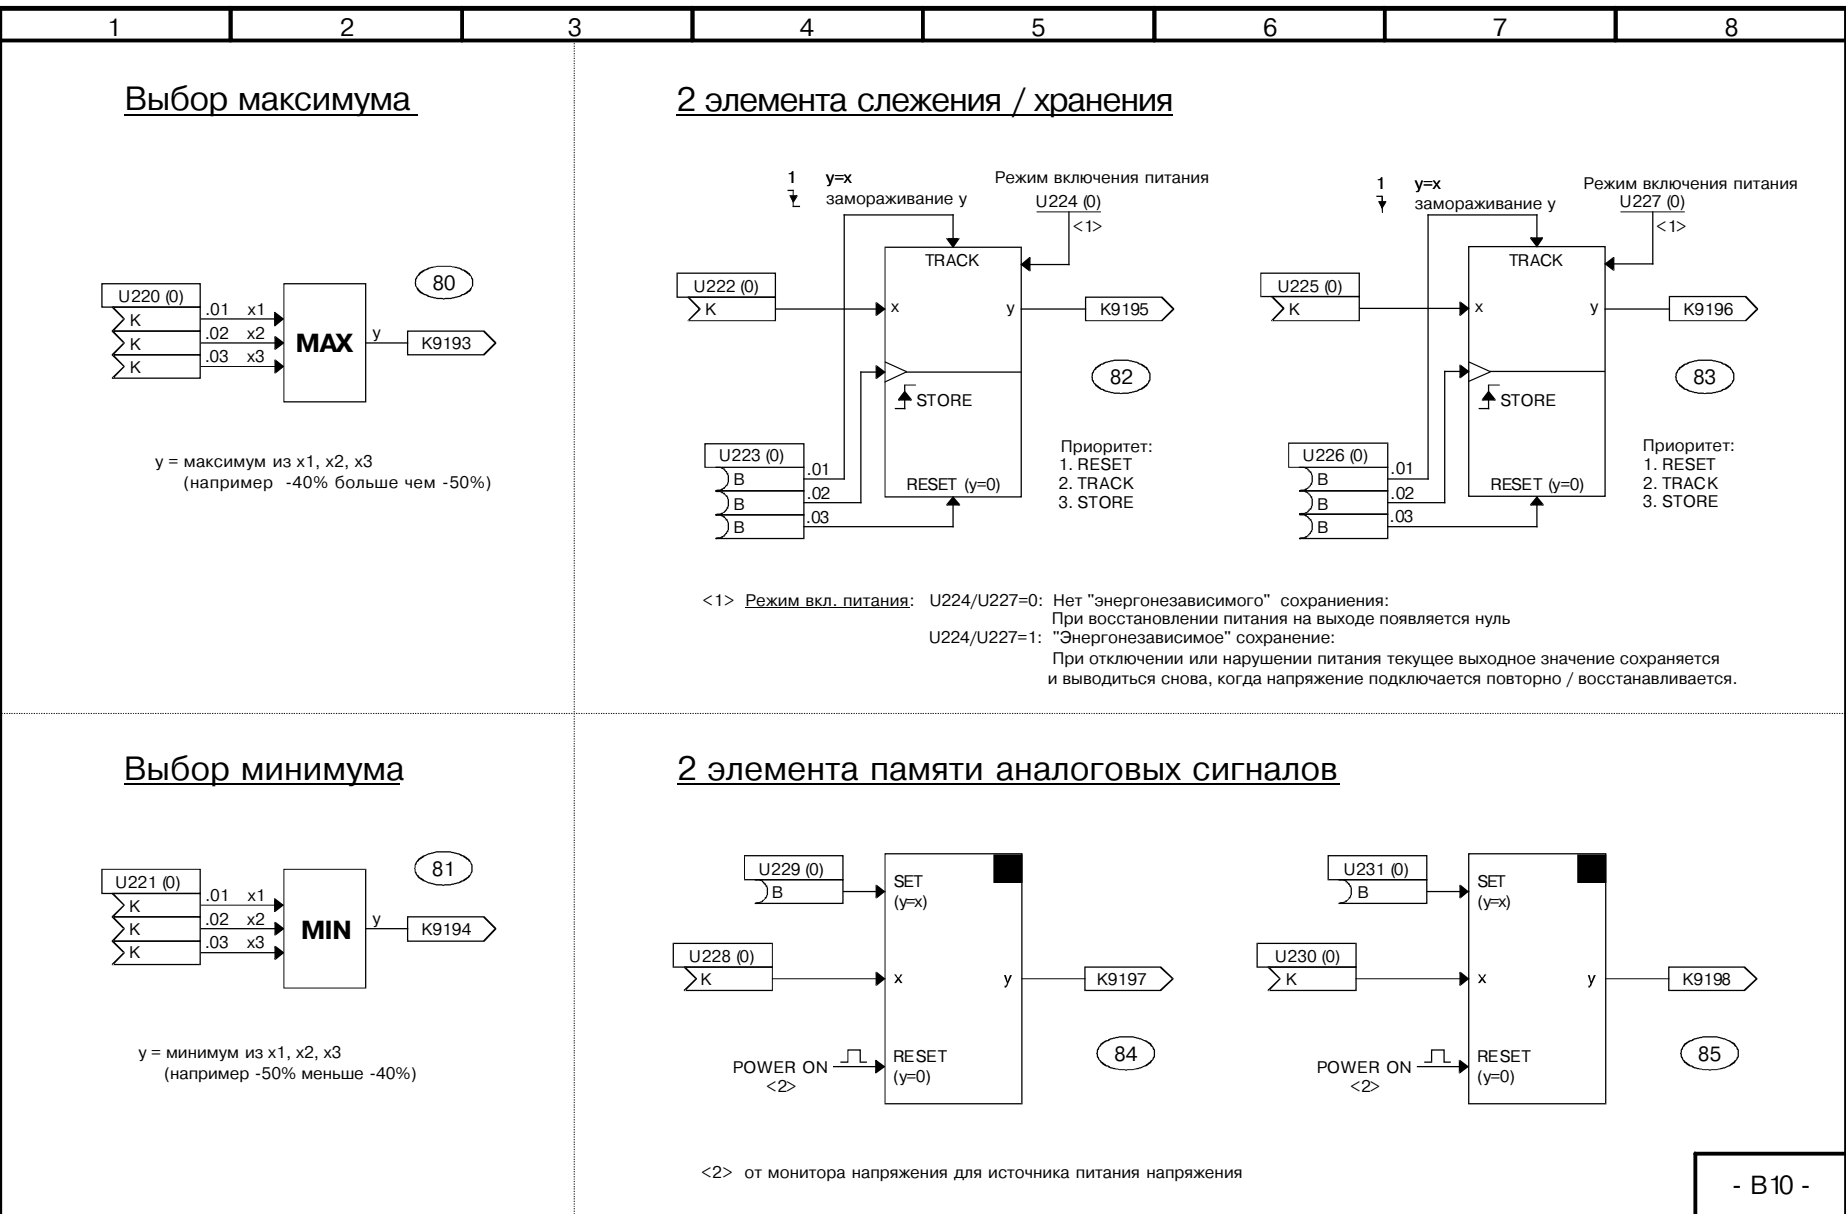 1 2 3 4 5 6 7 8
Выбор максимума
U220 (0)
K .01 x1
K .02 x2
K .03 x3
MAX
y
K9193
80
y = максимум из x1, x2, x3
(например -40% больше чем -50%)
2 элемента слежения / хранения
1 y=x
замораживание y
Режим включения питания
U224 (0)
<1>
TRACK
U222 (0)
K
x
y
K9195
82
STORE
U223 (0)
B .01
B .02
B .03
RESET (y=0)
Приоритет:
1. RESET
2. TRACK
3. STORE
1 y=x
замораживание y
Режим включения питания
U227 (0)
<1>
TRACK
U225 (0)
K
x
y
K9196
83
STORE
U226 (0)
B .01
B .02
B .03
RESET (y=0)
Приоритет:
1. RESET
2. TRACK
3. STORE
<1> Режим вкл. питания: U224/U227=0: Нет "энергонезависимого" сохраниения:
При восстановлении питания на выходе появляется нуль
U224/U227=1: "Энергонезависимое" сохранение:
При отключении или нарушении питания текущее выходное значение сохраняется
и выводиться снова, когда напряжение подключается повторно / восстанавливается.
Выбор минимума
U221 (0)
K .01 x1
K .02 x2
K .03 x3
MIN
y
K9194
81
y = минимум из x1, x2, x3
(например -50% меньше -40%)
2 элемента памяти аналоговых сигналов
U229 (0)
B
SET
(y=x)
U228 (0)
K
x
y
K9197
84
POWER ON
<2>
RESET
(y=0)
U231 (0)
B
SET
(y=x)
U230 (0)
K
x
y
K9198
85
POWER ON
<2>
RESET
(y=0)
<2> от монитора напряжения для источника питания напряжения
- B10 -